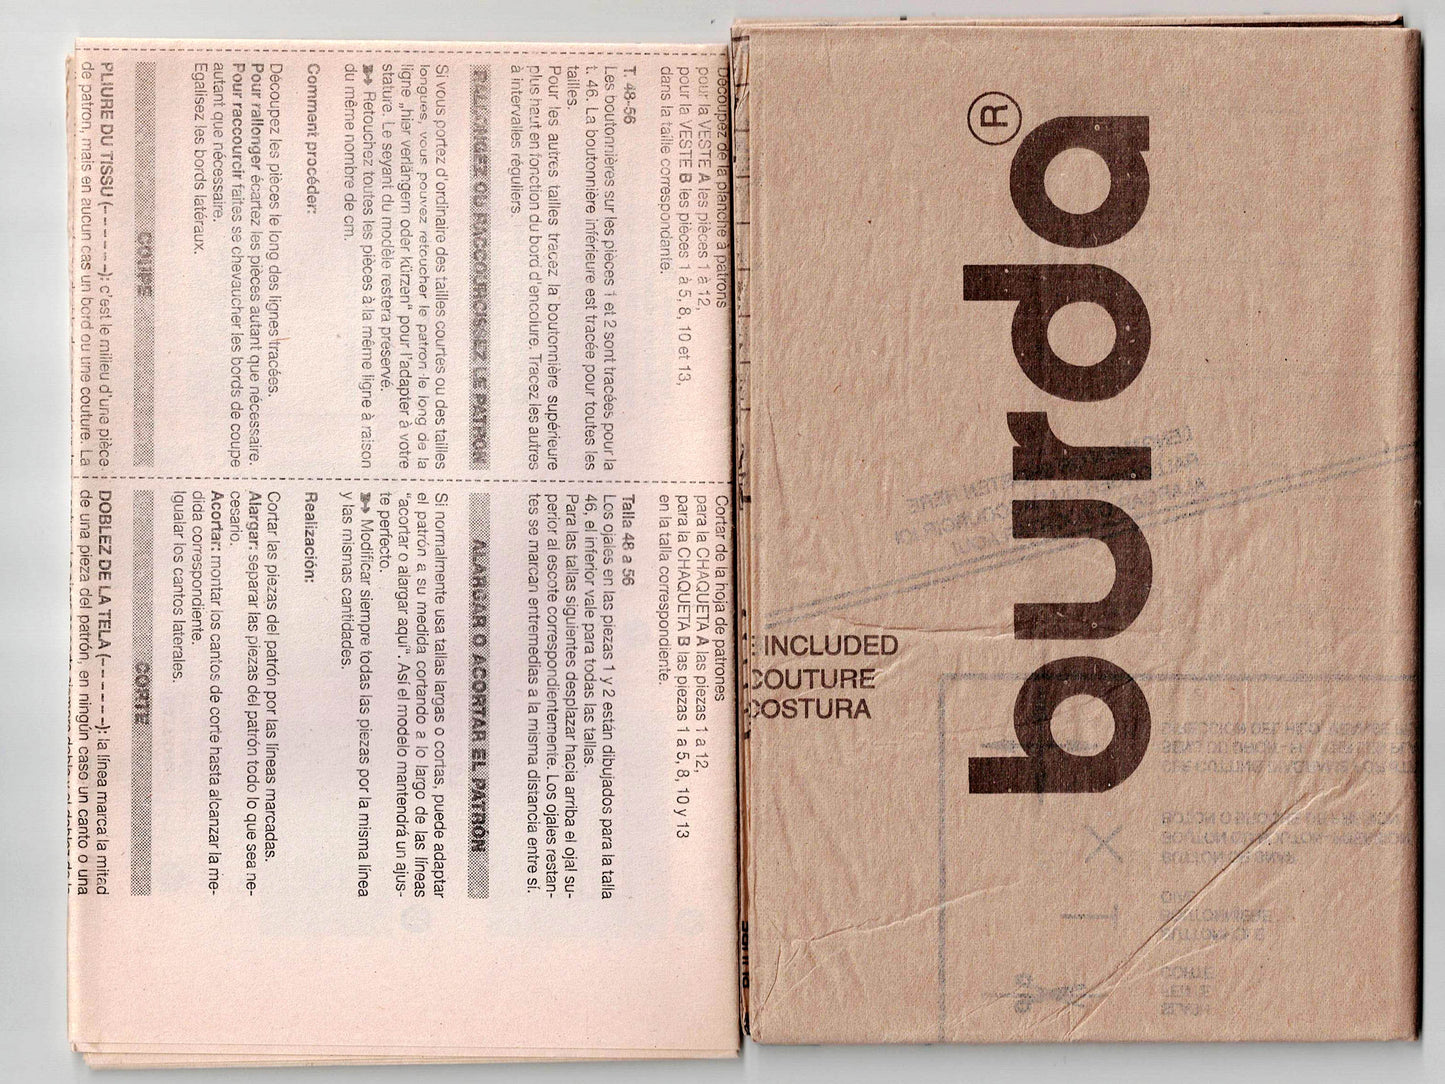 Découpez de la planche à patrons
pour la VESTE A les pièces 1 à 12,
pour la VESTE B les pièces 1 à 5, 8, 10 et 13,
dans la taille correspondante.
T. 48-56
Les boutonnières sur les pièces 1 et 2 sont tracées pour la
t. 46. La boutonnière inférieure est tracée pour toutes les
tailles.
Pour les autres tailles tracez la boutonnière supérieure
plus haut en fonction du bord d'encolure. Tracez les autres
à intervalles réguliers.
RALLONGEZ OU RACCOURCISSEZ LE PATRON
Si vous portez d'ordinaire des tailles courtes ou des tailles
longues, vous pouvez retoucher le patron le long de la
ligne „hier verlängern oder kürzen" pour l'adapter à votre
stature. Le seyant du modèle restera préservé.
Retouchez toutes les pièces à la même ligne à raison
du même nombre de cm.
Comment procéder:
Découpez les pièces le long des lignes tracées.
Pour rallonger écartez les pièces autant que nécessaire.
Pour raccourcir faites se chevaucher les bords de coupe
autant que nécessaire.
Egalisez les bords latéraux.
COUPE
PLIURE DU TISSU (– – – – –): c'est le milieu d'une pièce
de patron, mais en aucun cas un bord ou une couture. La
Cortar de la hoja de patrones
para la CHAQUETA A las piezas 1 a 12,
para la CHAQUETA B las piezas 1 a 5, 8, 10 y 13
en la talla correspondiente.
Talla 48 a 56
Los ojales en las piezas 1 y 2 están dibujados para la talla
46, el inferior vale para todas las tallas.
Para las tallas siguientes desplazar hacia arriba el ojal su-
perior al escote correspondientemente. Los ojales restan-
tes se marcan entremedias a la misma distancia entre sí.
ALARGAR O ACORTAR EL PATRÓN
Si normalmente usa tallas largas o cortas, puede adaptar
el patrón a su medida cortando a lo largo de las líneas
"acortar o alargar aquí". Así el modelo mantendrá un ajus-
te perfecto.
Modificar siempre todas las piezas por la misma línea
y las mismas cantidades.
Realización:
Cortar las piezas del patrón por las líneas marcadas.
Alargar: separar las piezas del patrón todo lo que sea ne-
cesario.
Acortar: montar los cantos de corte hasta alcanzar la me-
dida correspondiente.
Igualar los cantos laterales.
CORTE
DOBLEZ DE LA TELA (– – – – –): la línea marca la mitad
de una pieza del patrón, en ningún caso un canto o una
burda®
INCLUDED
COUTURE
COSTURA